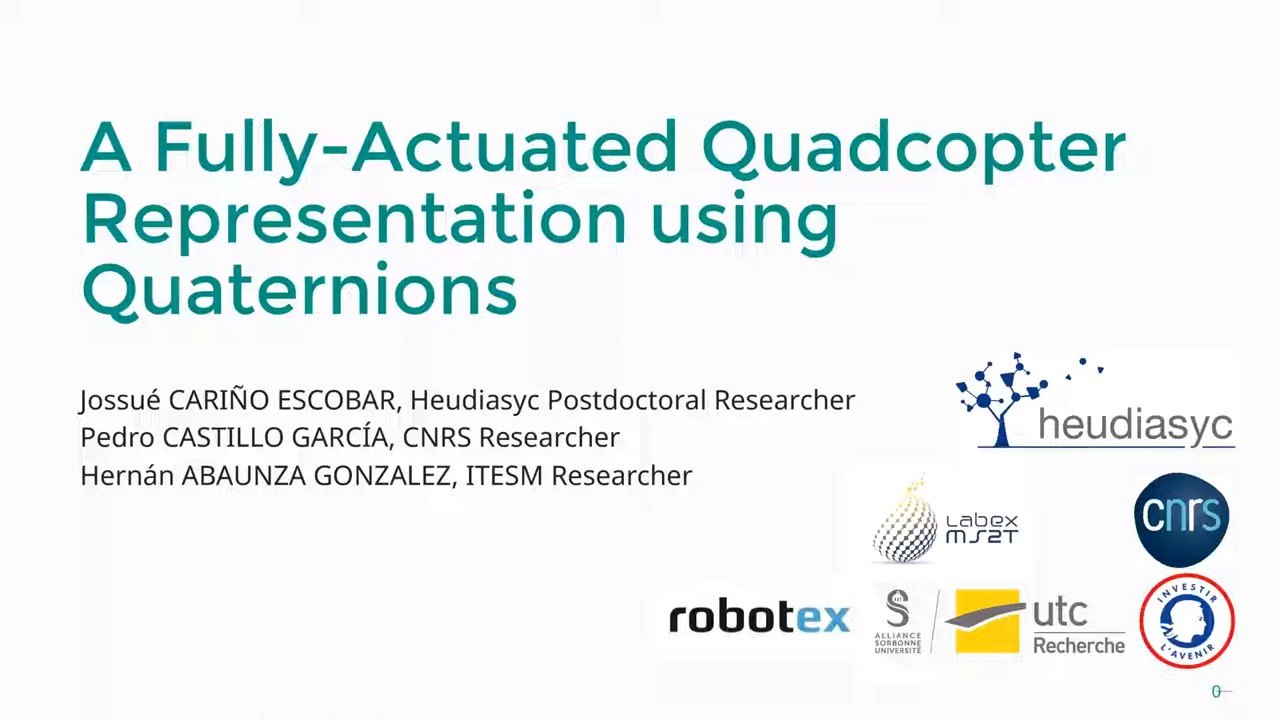 A Fully-Actuated Quadcopter
Representation using
Quaternions
Jossué CARIÑO ESCOBAR, Heudiasyc Postdoctoral Researcher
Pedro CASTILLO GARCÍA, CNRS Researcher
Hernán ABAUNZA GONZALEZ, ITESM Researcher
heudiasyc
Labex
MS2T
cnrs
robotex
ALLIANCE
SORBONNE
UNIVERSITÉ
utc
Recherche
INVESTIR
L'AVENIR
0